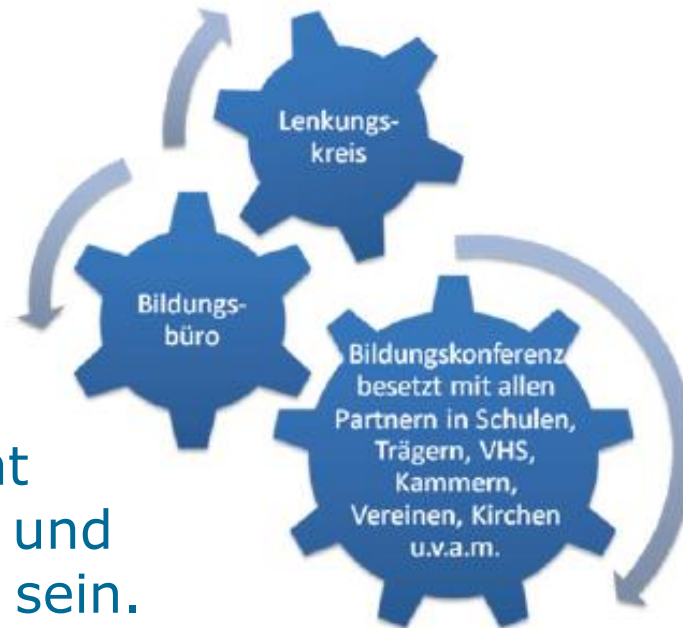 Lenkungs-
kreis
Bildungs-
büro
Bildungskonferenz
besetzt mit allen
Partnern in Schulen,
Trägern, VHS,
Kammern,
Vereinen, Kirchen
u.v.a.m.
und
sein.